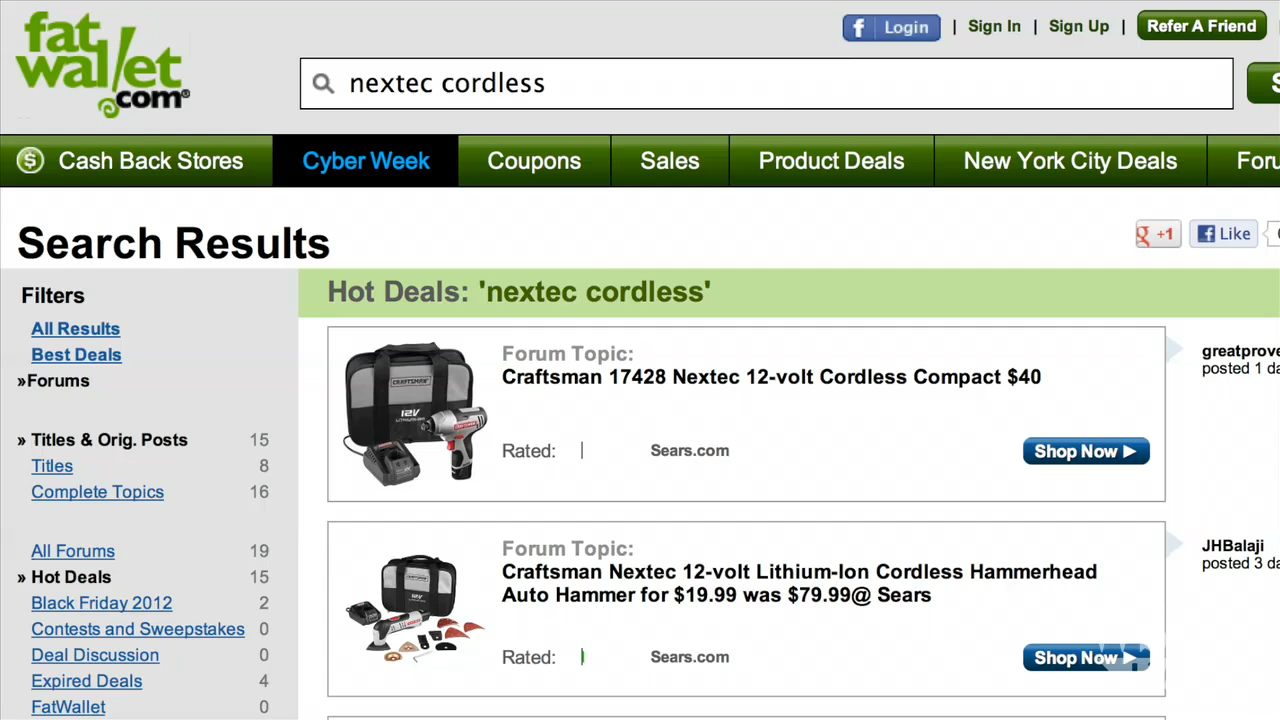 fat
wallet
.com®
Login | Sign In | Sign Up | Refer A Friend
nextec cordless
Cash Back Stores
Cyber Week
Coupons
Sales
Product Deals
New York City Deals
Search Results
+1
Like
Filters
All Results
Best Deals
»Forums
» Titles & Orig. Posts 15
Titles 8
Complete Topics 16
All Forums 19
» Hot Deals 15
Black Friday 2012 2
Contests and Sweepstakes 0
Deal Discussion 0
Expired Deals 4
FatWallet 0
Hot Deals: 'nextec cordless'
CRAFTSMAN
12V
Forum Topic:
Craftsman 17428 Nextec 12-volt Cordless Compact $40
Rated:
Sears.com
Shop Now ►
posted 1
Forum Topic:
Craftsman Nextec 12-volt Lithium-Ion Cordless Hammerhead
Auto Hammer for $19.99 was $79.99@ Sears
Rated:
Sears.com
Shop Now ►
JHBalaji
posted 3